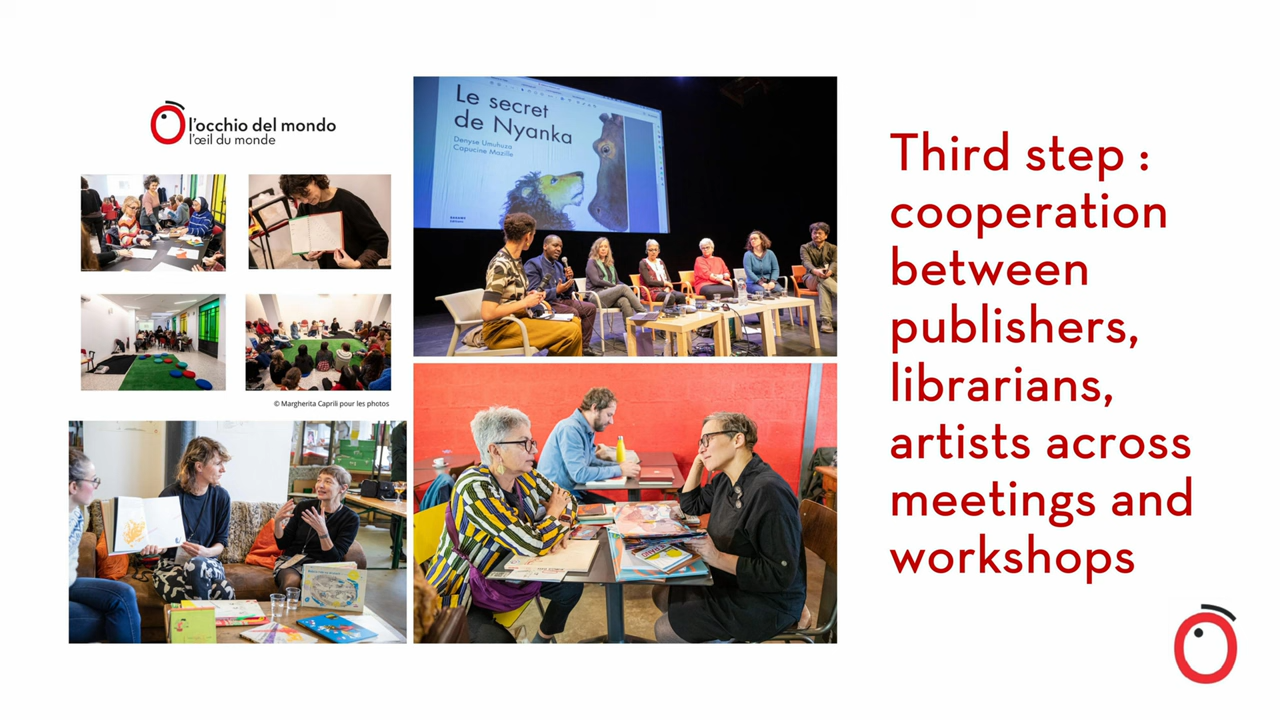 l'occhio del mondo
l'œil du monde
© Margherita Caprili pour les photos
Le secret
de Nyanka
Denyse Umuhuza
Capucine Mazille
Third step :
cooperation
between
publishers,
librarians,
artists across
meetings and
workshops